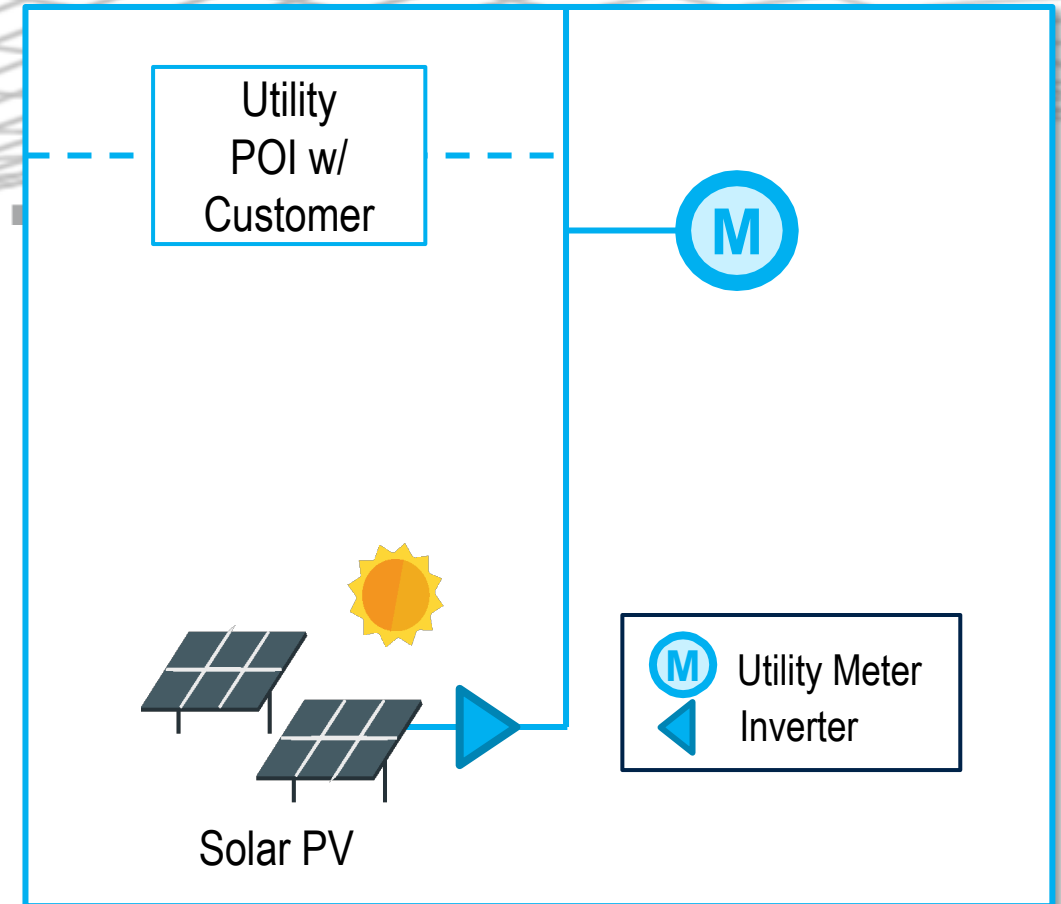 Utility
POI w/
Customer
M
M Utility Meter
Inverter
Solar PV